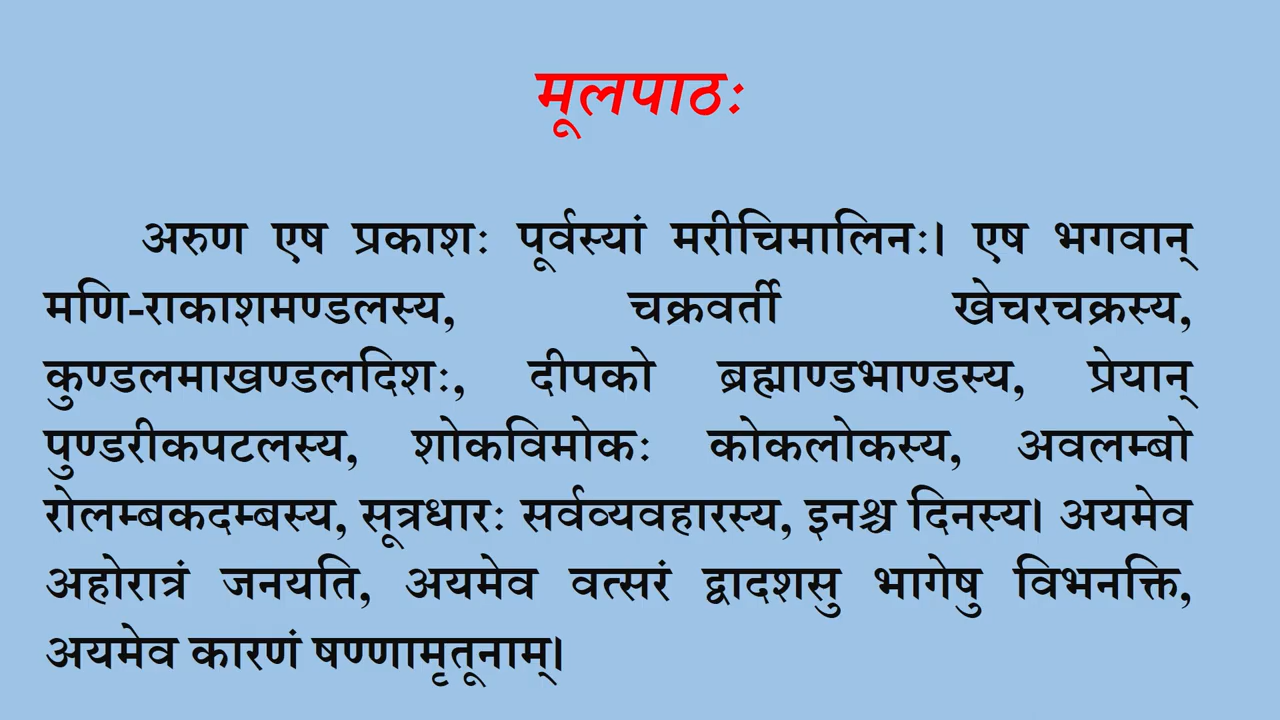 मूलपाठः
अरुण एष प्रकाशः पूर्वस्यां मरीचिमालिनः। एष भगवान्
मणि-राकाशमण्डलस्य, चक्रवर्ती खेचरचक्रस्य,
कुण्डलमाखण्डलदिशः, दीपको ब्रह्माण्डभाण्डस्य, प्रेयान्
पुण्डरीकपटलस्य, शोकविमोकः कोकलोकस्य, अवलम्बो
रोलम्बकदम्बस्य, सूत्रधारः सर्वव्यवहारस्य, इनश्च दिनस्य। अयमेव
अहोरात्रं जनयति, अयमेव वत्सरं द्वादशसु भागेषु विभनक्ति,
अयमेव कारणं षण्णामृतूनाम्।